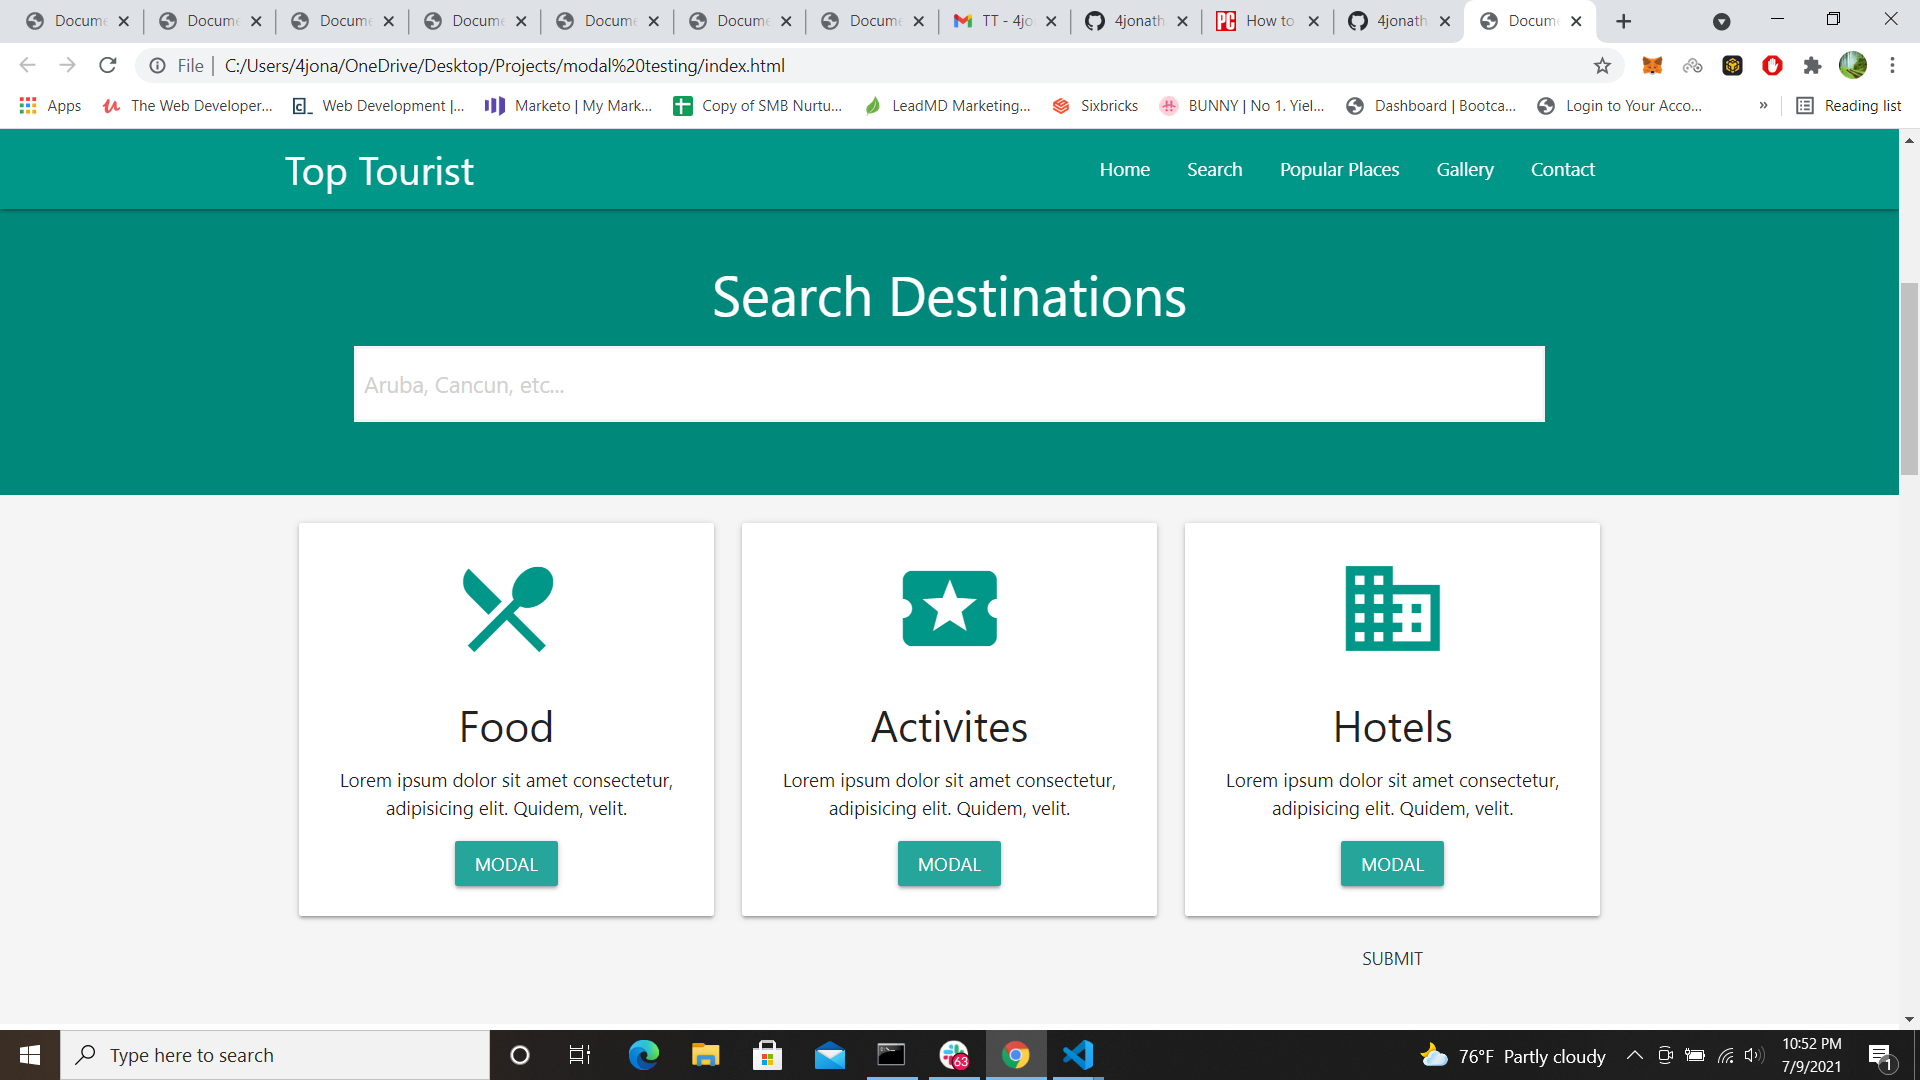 Docume Docume Docume Docume Docume Docume Docume TT - 4jo 4jonath How to 4jonath Docume
File C:/Users/4jona/OneDrive/Desktop/Projects/modal%20testing/index.html
Apps The Web Developer... Web Development |... Marketo | My Mark... Copy of SMB Nurtu... LeadMD Marketing... Sixbricks BUNNY | No 1. Yiel... Dashboard | Bootca... Login to Your Acco... » Reading list
Top Tourist Home Search Popular Places Gallery Contact
Search Destinations
Aruba, Cancun, etc...
Food Activites Hotels
Lorem ipsum dolor sit amet consectetur, Lorem ipsum dolor sit amet consectetur, Lorem ipsum dolor sit amet consectetur,
adipisicing elit. Quidem, velit. adipisicing elit. Quidem, velit. adipisicing elit. Quidem, velit.
MODAL MODAL MODAL
SUBMIT
Type here to search 63 76°F Partly cloudy 10:52 PM
7/9/2021 1